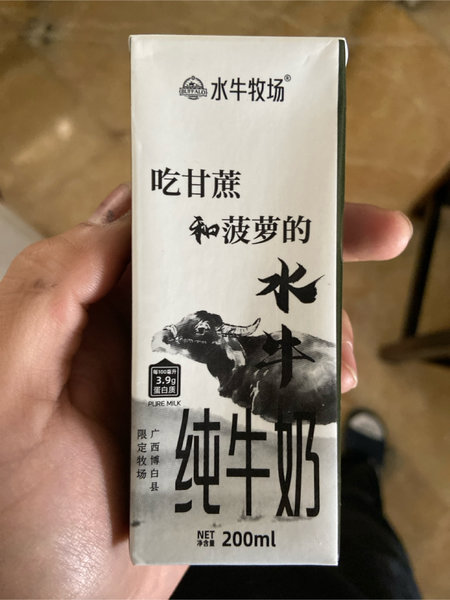 BUFFALO
水牛牧场®
吃甘蔗
和菠萝的
水牛
每100毫升
3.9g
蛋白质
PURE MILK
广西博白县
限定牧场
纯牛奶
NET
净含量
200ml